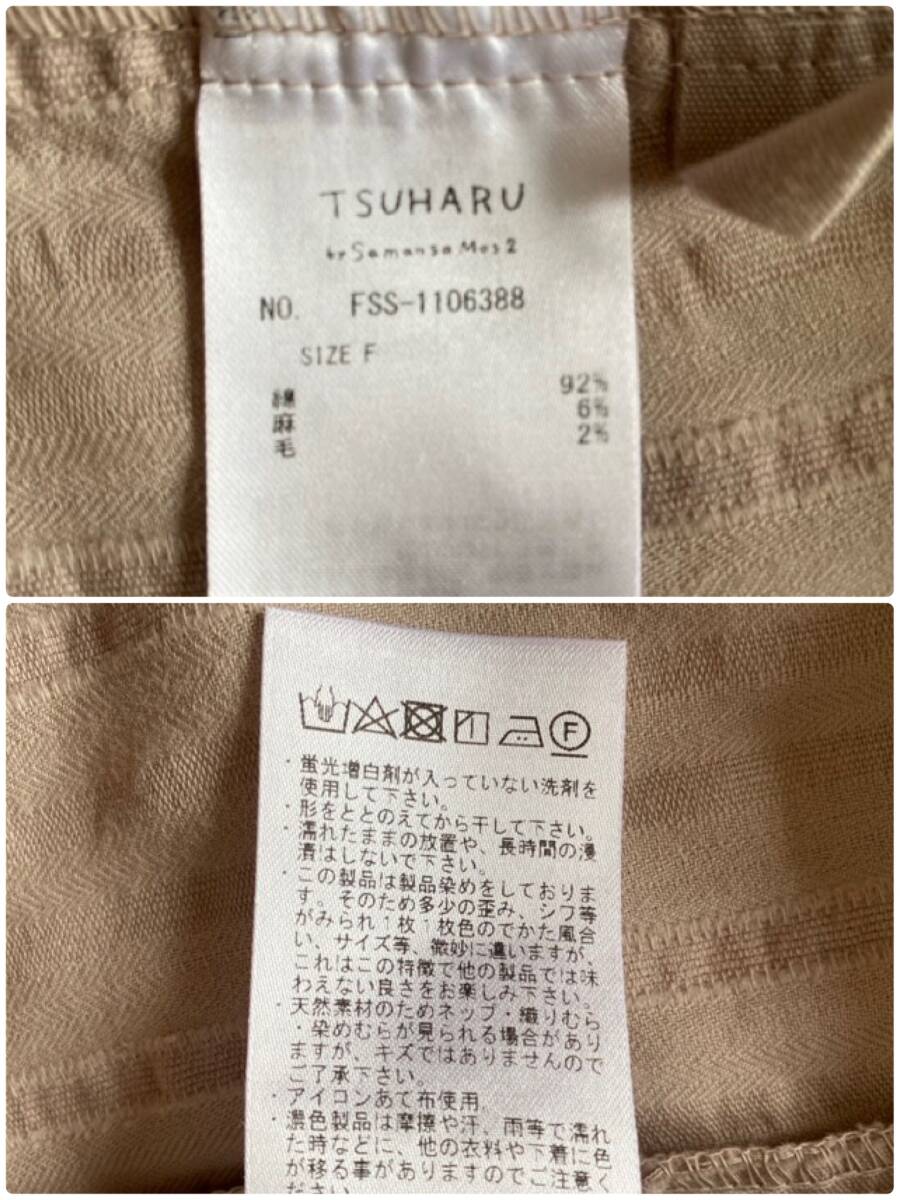 TSUHARU
by Samansa Mos2
NO. FSS-1106388
SIZE F
綿 92%
麻 6%
毛 2%
F
・蛍光増白剤が入っていない洗剤を
使用して下さい。
・形をととのえてから干して下さい。
・濡れたままの放置や、長時間の浸
漬はしないで下さい。
・この製品は製品染めをしておりま
す。そのため多少の歪み、シワ等
がみられ1枚1枚色のでかた風合
い、サイズ等、微妙に違いますが、
これはこの特徴で他の製品では味
わえない良さをお楽しみ下さい。
・天然素材のためネップ・織りむら
・染めむらが見られる場合があり
ますが、キズではありませんので
ご了承下さい。
・アイロンあて布使用
・濃色製品は摩擦や汗、雨等で濡れ
た時などに、他の衣料や下着に色
が移る事がありますのでご注意く
ださい